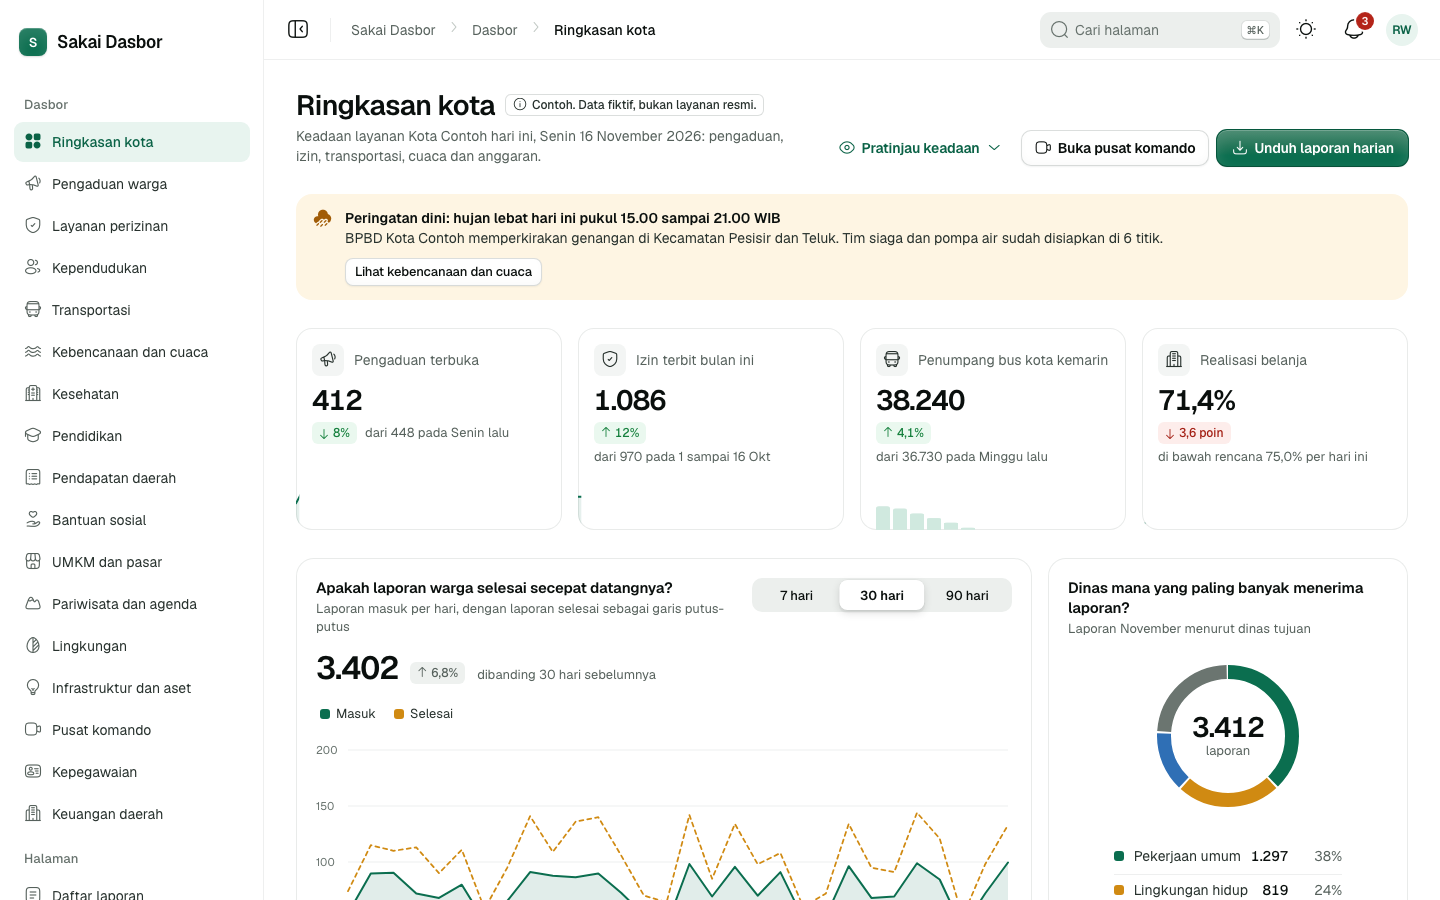 S
Sakai Dasbor
Sakai Dasbor
Dasbor
Ringkasan kota
Cari halaman
⌘K
3
RW
Dasbor
Ringkasan kota
Pengaduan warga
Layanan perizinan
Kependudukan
Transportasi
Kebencanaan dan cuaca
Kesehatan
Pendidikan
Pendapatan daerah
Bantuan sosial
UMKM dan pasar
Pariwisata dan agenda
Lingkungan
Infrastruktur dan aset
Pusat komando
Kepegawaian
Keuangan daerah
Halaman
Daftar laporan
Ringkasan kota
Contoh. Data fiktif, bukan layanan resmi.
Keadaan layanan Kota Contoh hari ini, Senin 16 November 2026: pengaduan,
izin, transportasi, cuaca dan anggaran.
Pratinjau keadaan
Buka pusat komando
Unduh laporan harian
Peringatan dini: hujan lebat hari ini pukul 15.00 sampai 21.00 WIB
BPBD Kota Contoh memperkirakan genangan di Kecamatan Pesisir dan Teluk. Tim siaga dan pompa air sudah disiapkan di 6 titik.
Lihat kebencanaan dan cuaca
Pengaduan terbuka
412
↓ 8%
dari 448 pada Senin lalu
Izin terbit bulan ini
1.086
↑ 12%
dari 970 pada 1 sampai 16 Okt
Penumpang bus kota kemarin
38.240
↑ 4,1%
dari 36.730 pada Minggu lalu
Realisasi belanja
71,4%
↓ 3,6 poin
di bawah rencana 75,0% per hari ini
Apakah laporan warga selesai secepat datangnya?
Laporan masuk per hari, dengan laporan selesai sebagai garis putus-
putus
7 hari
30 hari
90 hari
3.402
↑ 6,8%
dibanding 30 hari sebelumnya
Masuk
Selesai
200
150
100
Dinas mana yang paling banyak menerima
laporan?
Laporan November menurut dinas tujuan
3.412
laporan
Pekerjaan umum 1.297 38%
Lingkungan hidup 819 24%